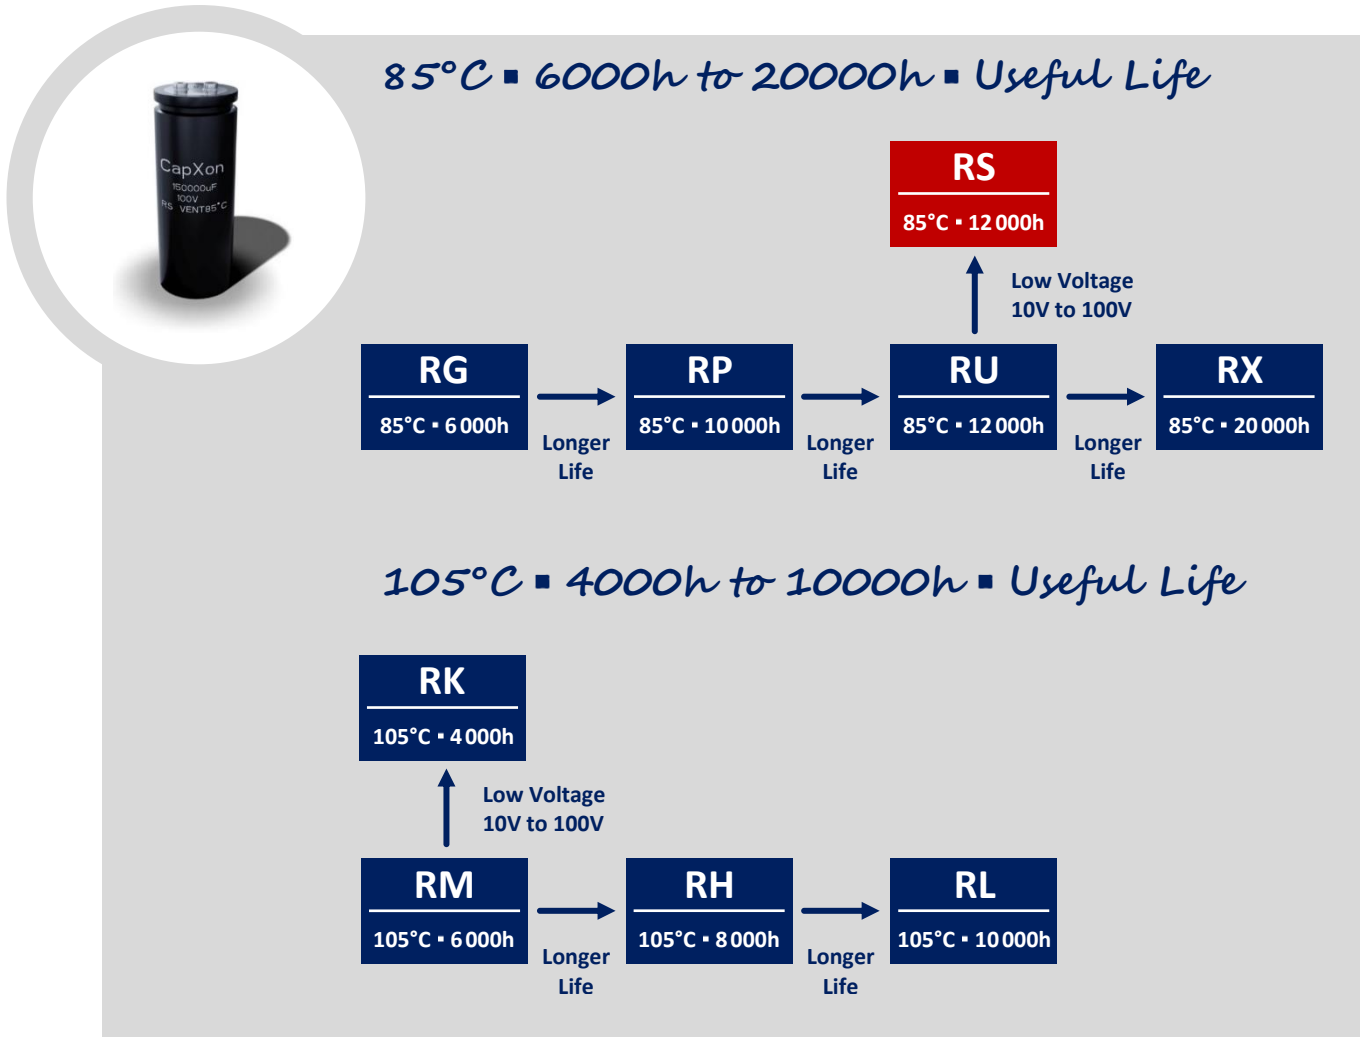 85°C ▪ 6000h to 20000h ▪ Useful Life
CapXon
150000uF
100V
RS VENT85°C
RS
85°C ▪ 12 000h
Low Voltage
10V to 100V
RG
85°C ▪ 6 000h
Longer
Life
RP
85°C ▪ 10 000h
Longer
Life
RU
85°C ▪ 12 000h
Longer
Life
RX
85°C ▪ 20 000h
105°C ▪ 4000h to 10000h ▪ Useful Life
RK
105°C ▪ 4 000h
Low Voltage
10V to 100V
RM
105°C ▪ 6 000h
Longer
Life
RH
105°C ▪ 8 000h
Longer
Life
RL
105°C ▪ 10 000h